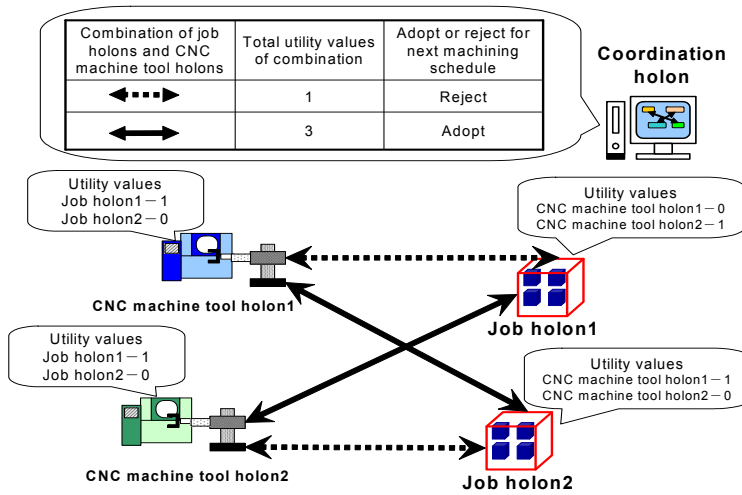 Combination of job
holons and CNC
machine tool holons
Total utility values
of combination
Adopt or reject for
next machining
schedule
1
Reject
3
Adopt
Coordination
holon
Utility values
Job holon1－1
Job holon2－0
Utility values
CNC machine tool holon1－0
CNC machine tool holon2－1
CNC machine tool holon1
Job holon1
Utility values
Job holon1－1
Job holon2－0
Utility values
CNC machine tool holon1－1
CNC machine tool holon2－0
CNC machine tool holon2
Job holon2